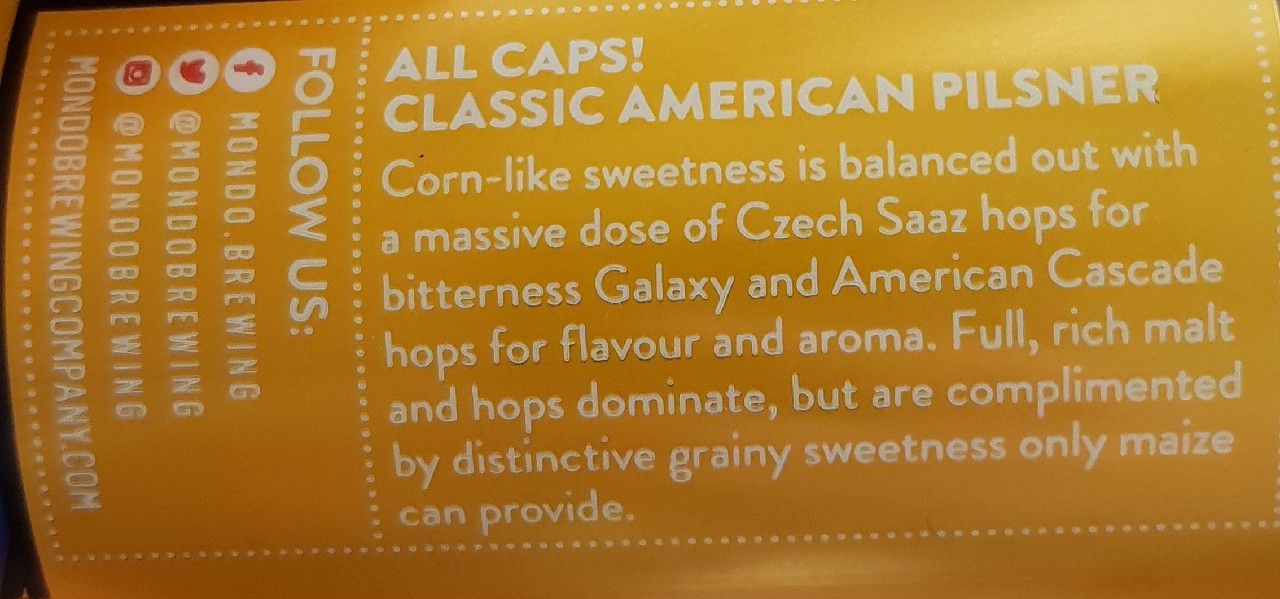 ALL CAPS!
CLASSIC AMERICAN PILSNER
Corn-like sweetness is balanced out with
a massive dose of Czech Saaz hops for
bitterness Galaxy and American Cascade
hops for flavour and aroma. Full, rich malt
and hops dominate, but are complimented
by distinctive grainy sweetness only maize
can provide.
FOLLOW US:
MONDO.BREWING
@MONDOBREWING
@MONDOBREWING
MONDOBREWINGCOMPANY.COM